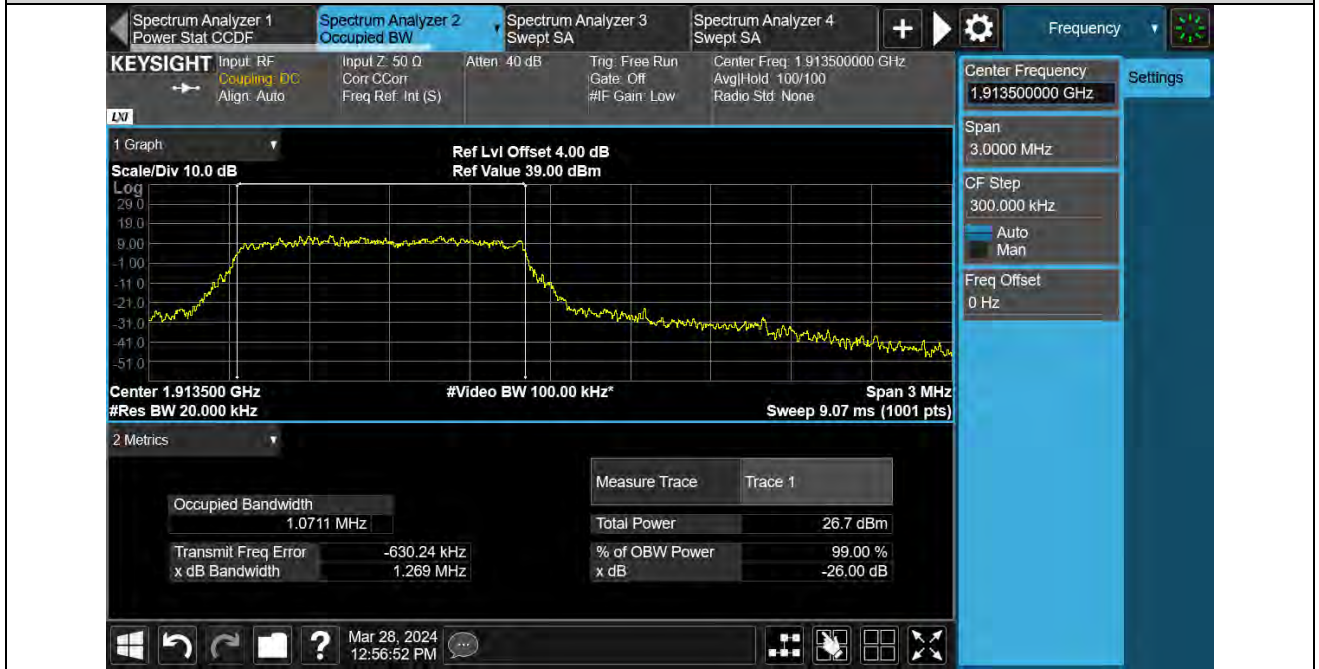 Spectrum Analyzer 1
Power Stat CCDF
Spectrum Analyzer 2
Occupied BW
Spectrum Analyzer 3
Swept SA
Spectrum Analyzer 4
Swept SA
+
Frequency
KEYSIGHT
Input: RF
Coupling: DC
Align: Auto
Input Z: 50 Ω
Corr CCorr
Freq Ref: Int (S)
Atten: 40 dB
Trig: Free Run
Gate: Off
#IF Gain: Low
Center Freq: 1.913500000 GHz
Avg|Hold: 100/100
Radio Std: None
LXI
Center Frequency
1.913500000 GHz
Settings
Span
3.0000 MHz
CF Step
300.000 kHz
Auto
Man
Freq Offset
0 Hz
1 Graph
Scale/Div 10.0 dB
Ref Lvl Offset 4.00 dB
Ref Value 39.00 dBm
Log
29.0
19.0
9.00
-1.00
-11.0
-21.0
-31.0
-41.0
-51.0
Center 1.913500 GHz
#Video BW 100.00 kHz*
Span 3 MHz
#Res BW 20.000 kHz
Sweep 9.07 ms (1001 pts)
2 Metrics
Measure Trace
Trace 1
Occupied Bandwidth
1.0711 MHz
Total Power
26.7 dBm
Transmit Freq Error
-630.24 kHz
% of OBW Power
99.00 %
x dB Bandwidth
1.269 MHz
x dB
-26.00 dB
?
Mar 28, 2024
12:56:52 PM